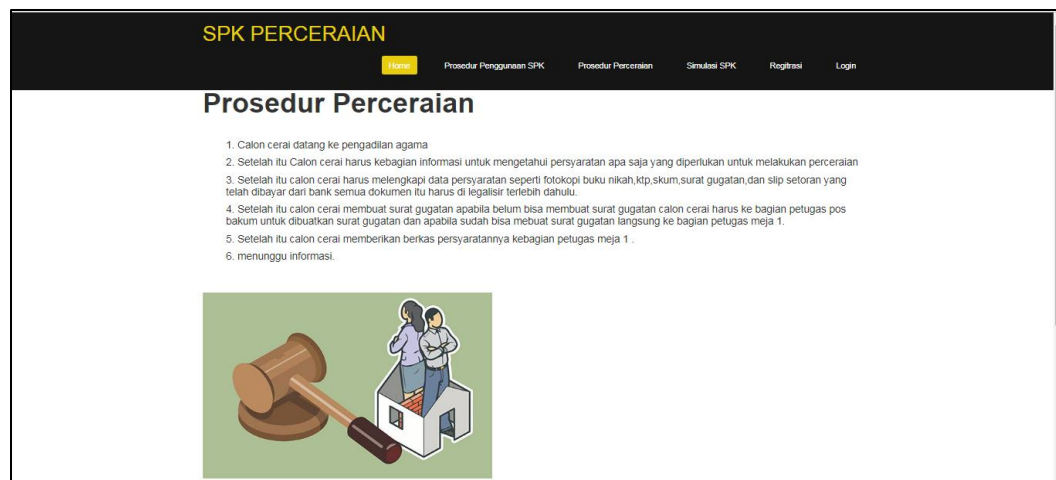 SPK PERCERAIAN
Home Prosedur Penggunaan SPK Prosedur Perceraian Simulasi SPK Regitrasi Login
Prosedur Perceraian
1. Calon cerai datang ke pengadilan agama
2. Setelah itu Calon cerai harus kebagian informasi untuk mengetahui persyaratan apa saja yang diperlukan untuk melakukan perceraian
3. Setelah itu calon cerai harus melengkapi data persyaratan seperti fotokopi buku nikah,ktp,skum,surat gugatan,dan slip setoran yang
telah dibayar dari bank semua dokumen itu harus di legalisir terlebih dahulu.
4. Setelah itu calon cerai membuat surat gugatan apabila belum bisa membuat surat gugatan calon cerai harus ke bagian petugas pos
bakum untuk dibuatkan surat gugatan dan apabila sudah bisa mebuat surat gugatan langsung ke bagian petugas meja 1.
5. Setelah itu calon cerai memberikan berkas persyaratannya kebagian petugas meja 1 .
6. menunggu informasi.